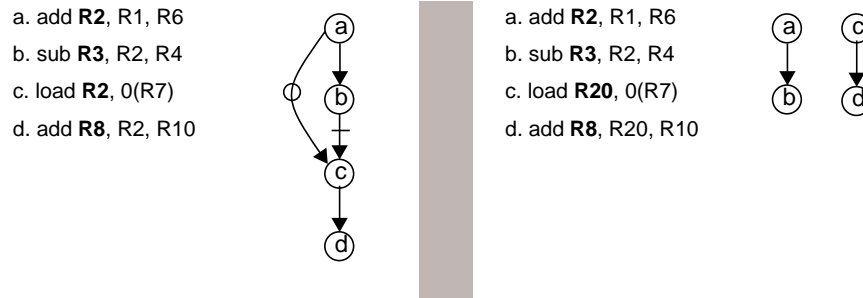 a. add R2, R1, R6
b. sub R3, R2, R4
c. load R2, 0(R7)
d. add R8, R2, R10
a
b
c
d
a. add R2, R1, R6
b. sub R3, R2, R4
c. load R20, 0(R7)
d. add R8, R20, R10
a c
b d